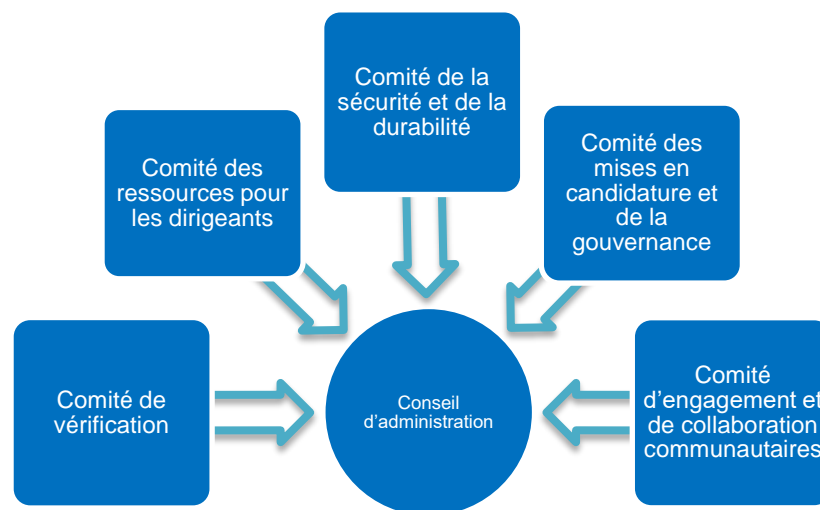 Comité de la
sécurité et de la
durabilité
Comité des
ressources pour
les dirigeants
Comité des
mises en
candidature et
de la
gouvernance
Comité de
vérification
Conseil
d’administration
Comité
d’engagement et
de collaboration
communautaires